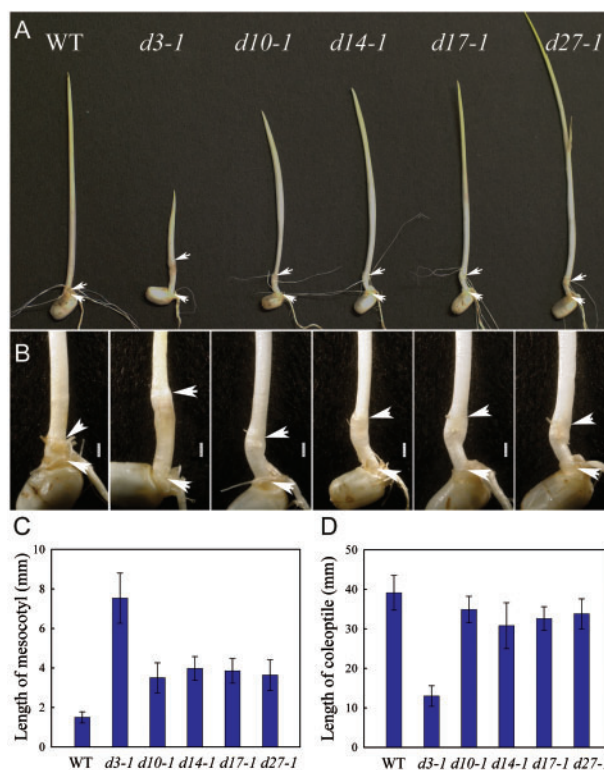 A
WT d3-1 d10-1 d14-1 d17-1 d27-1
B
C
D
Length of mesocotyl (mm)
10
8
6
4
2
0
WT d3-1 d10-1 d14-1 d17-1 d27-1
Length of coleoptile (mm)
50
40
30
20
10
0
WT d3-1 d10-1 d14-1 d17-1 d27-1